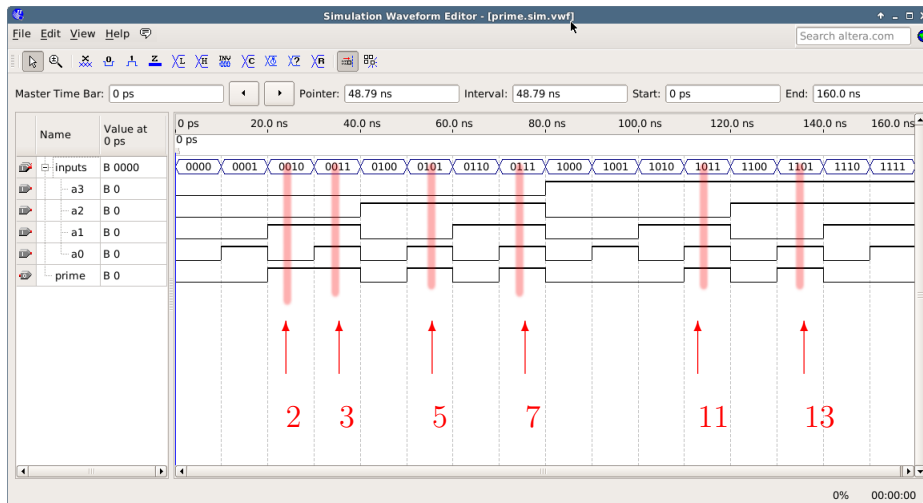 Simulation Waveform Editor - [prime.sim.vwf]
File Edit View Help
Search altera.com
Master Time Bar: 0 ps Pointer: 48.79 ns Interval: 48.79 ns Start: 0 ps End: 160.0 ns
Name Value at 0 ps
0 ps 20.0 ns 40.0 ns 60.0 ns 80.0 ns 100.0 ns 120.0 ns 140.0 ns 160.0 ns
0 ps
inputs B 0000 0000 0001 0010 0011 0100 0101 0110 0111 1000 1001 1010 1011 1100 1101 1110 1111
a3 B 0
a2 B 0
a1 B 0
a0 B 0
prime B 0
2 3 5 7 11 13
0% 00:00:00